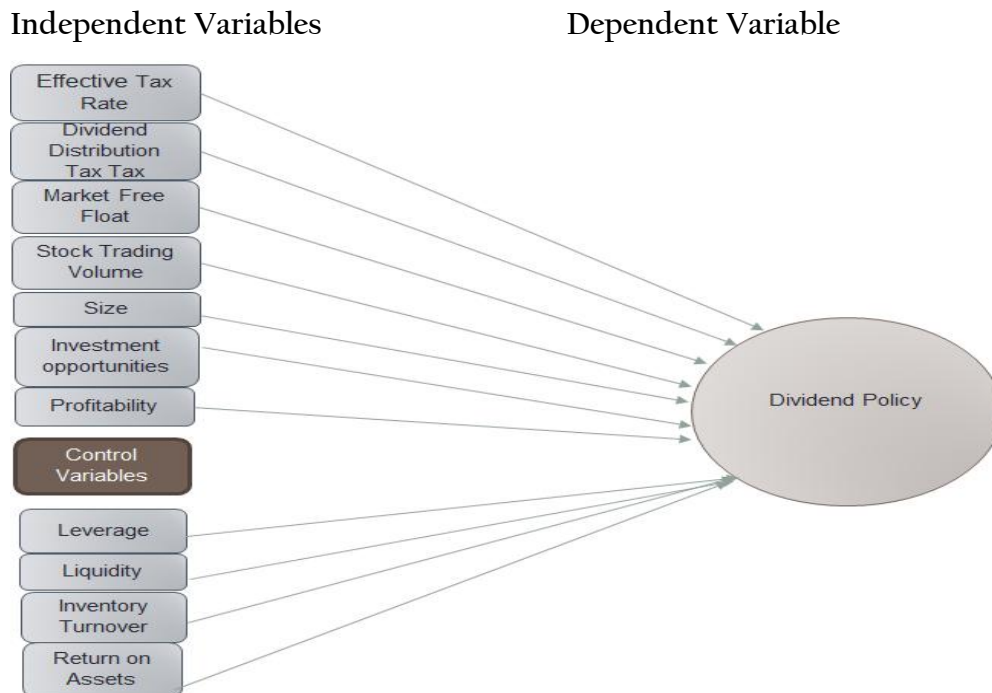 Independent Variables
Dependent Variable
Effective Tax
Rate
Dividend
Distribution
Tax Tax
Market Free
Float
Stock Trading
Volume
Size
Investment
opportunities
Profitability
Dividend Policy
Control
Variables
Leverage
Liquidity
Inventory
Turnover
Return on
Assets